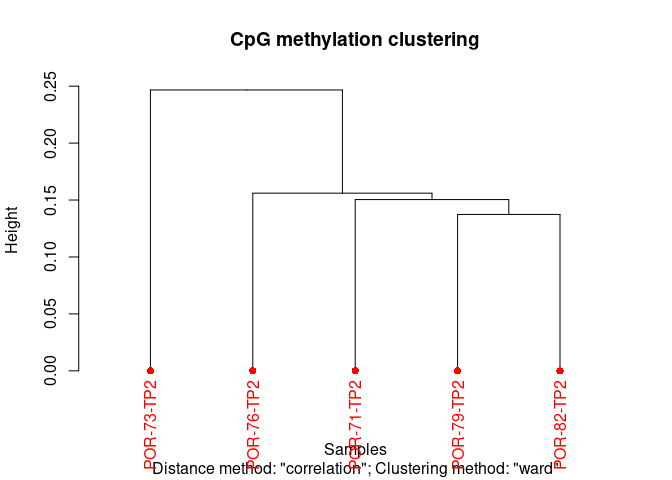 CpG methylation clustering
Height
0.25
0.20
0.15
0.10
0.05
0.00
POR-73-TP2
POR-76-TP2
POR-71-TP2
POR-79-TP2
POR-82-TP2
Samples
Distance method: "correlation"; Clustering method: "ward"